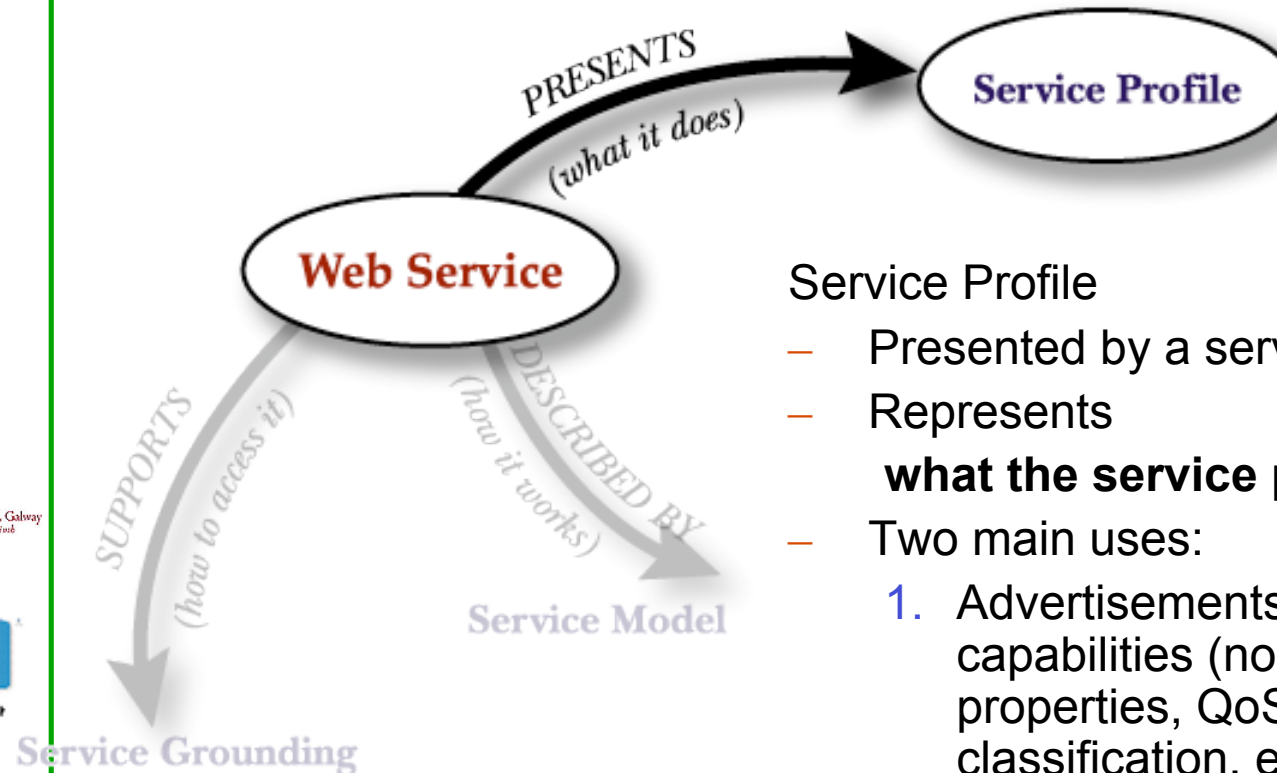 PRESENTS
(what it does)
Service Profile
Web Service
SUPPORTS
(how to access it)
DESCRIBED BY
(how it works)
Service Model
Service Grounding
, Galway
Service Profile
– Presented by a
– Represents
what the service
– Two main uses:
1. Advertisements
capabilities
properties, QoS
classification,